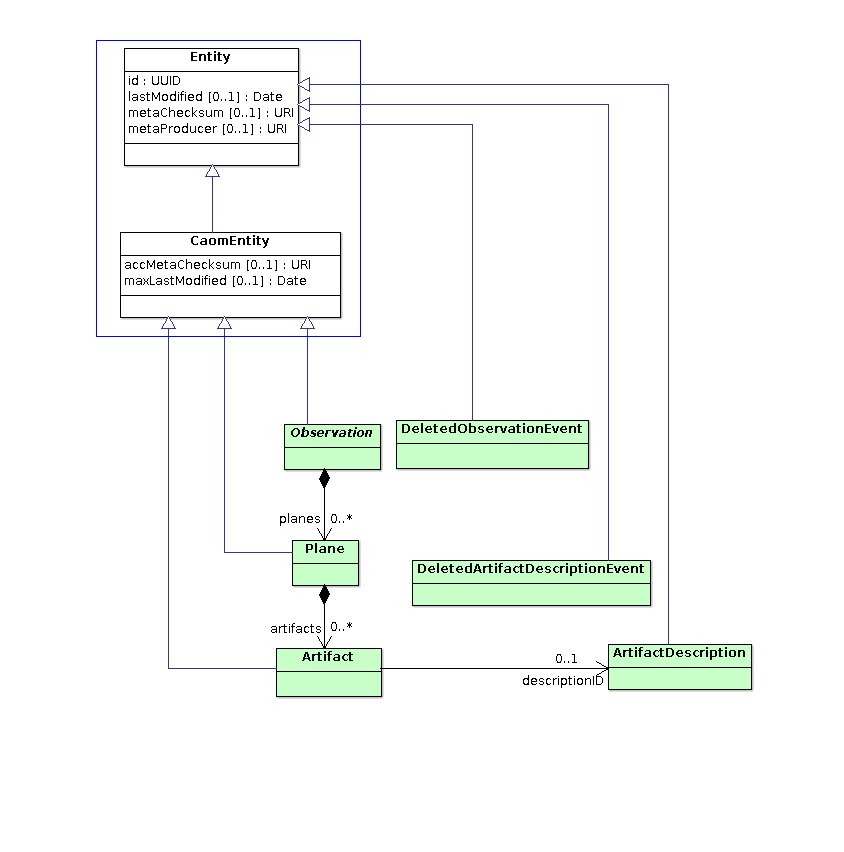 Entity
id : UUID
lastModified [0..1] : Date
metaChecksum [0..1] : URI
metaProducer [0..1] : URI
CaomEntity
accMetaChecksum [0..1] : URI
maxLastModified [0..1] : Date
Observation
DeletedObservationEvent
planes 0..*
Plane
DeletedArtifactDescriptionEvent
artifacts 0..*
Artifact
0..1
descriptionID
ArtifactDescription